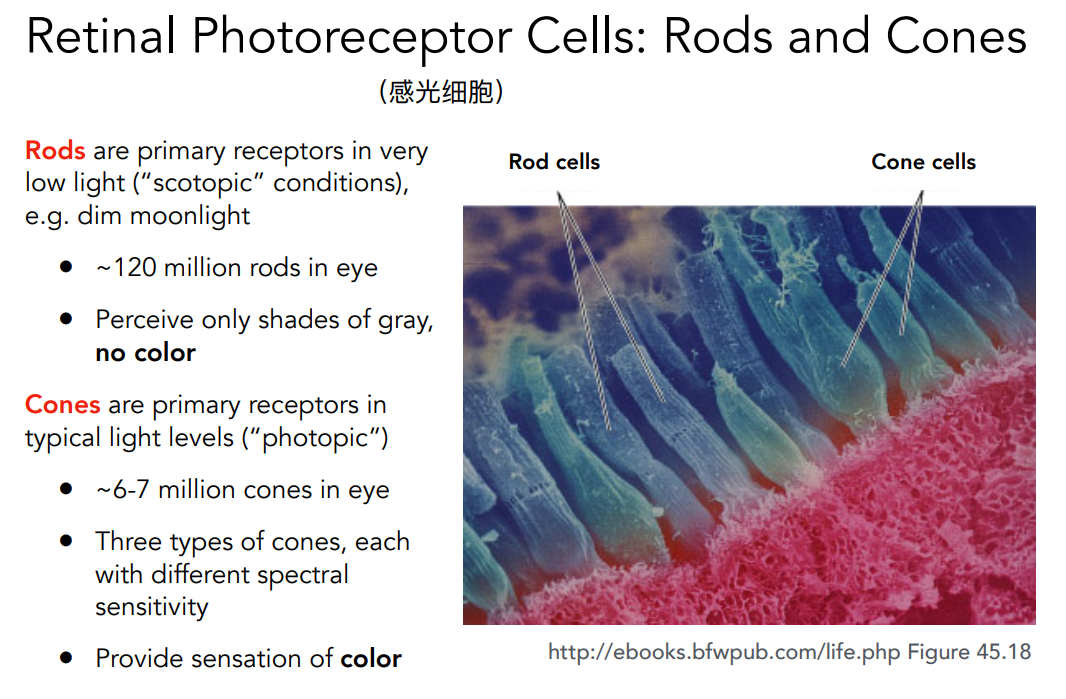 Retinal Photoreceptor Cells: Rods and Cones
(感光细胞)
Rods are primary receptors in very
low light (“scotopic” conditions),
e.g. dim moonlight
● ~120 million rods in eye
● Perceive only shades of gray,
no color
Cones are primary receptors in
typical light levels (“photopic”)
● ~6-7 million cones in eye
● Three types of cones, each
with different spectral
sensitivity
● Provide sensation of color
Rod cells
Cone cells
http://ebooks.bfwpub.com/life.php Figure 45.18